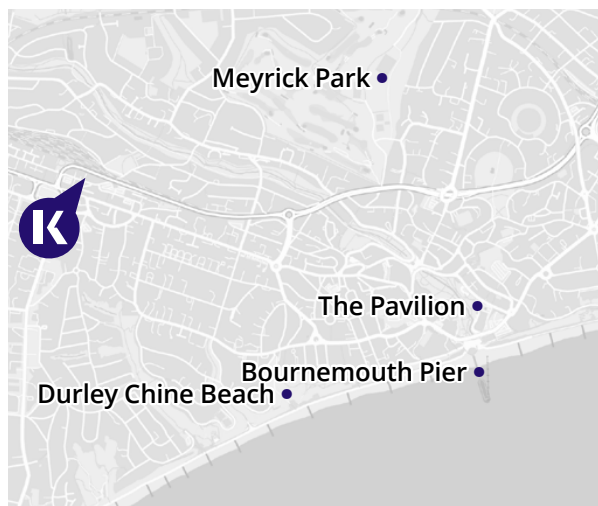 Meyrick Park
K
The Pavilion
Bournemouth Pier
Durley Chine Beach